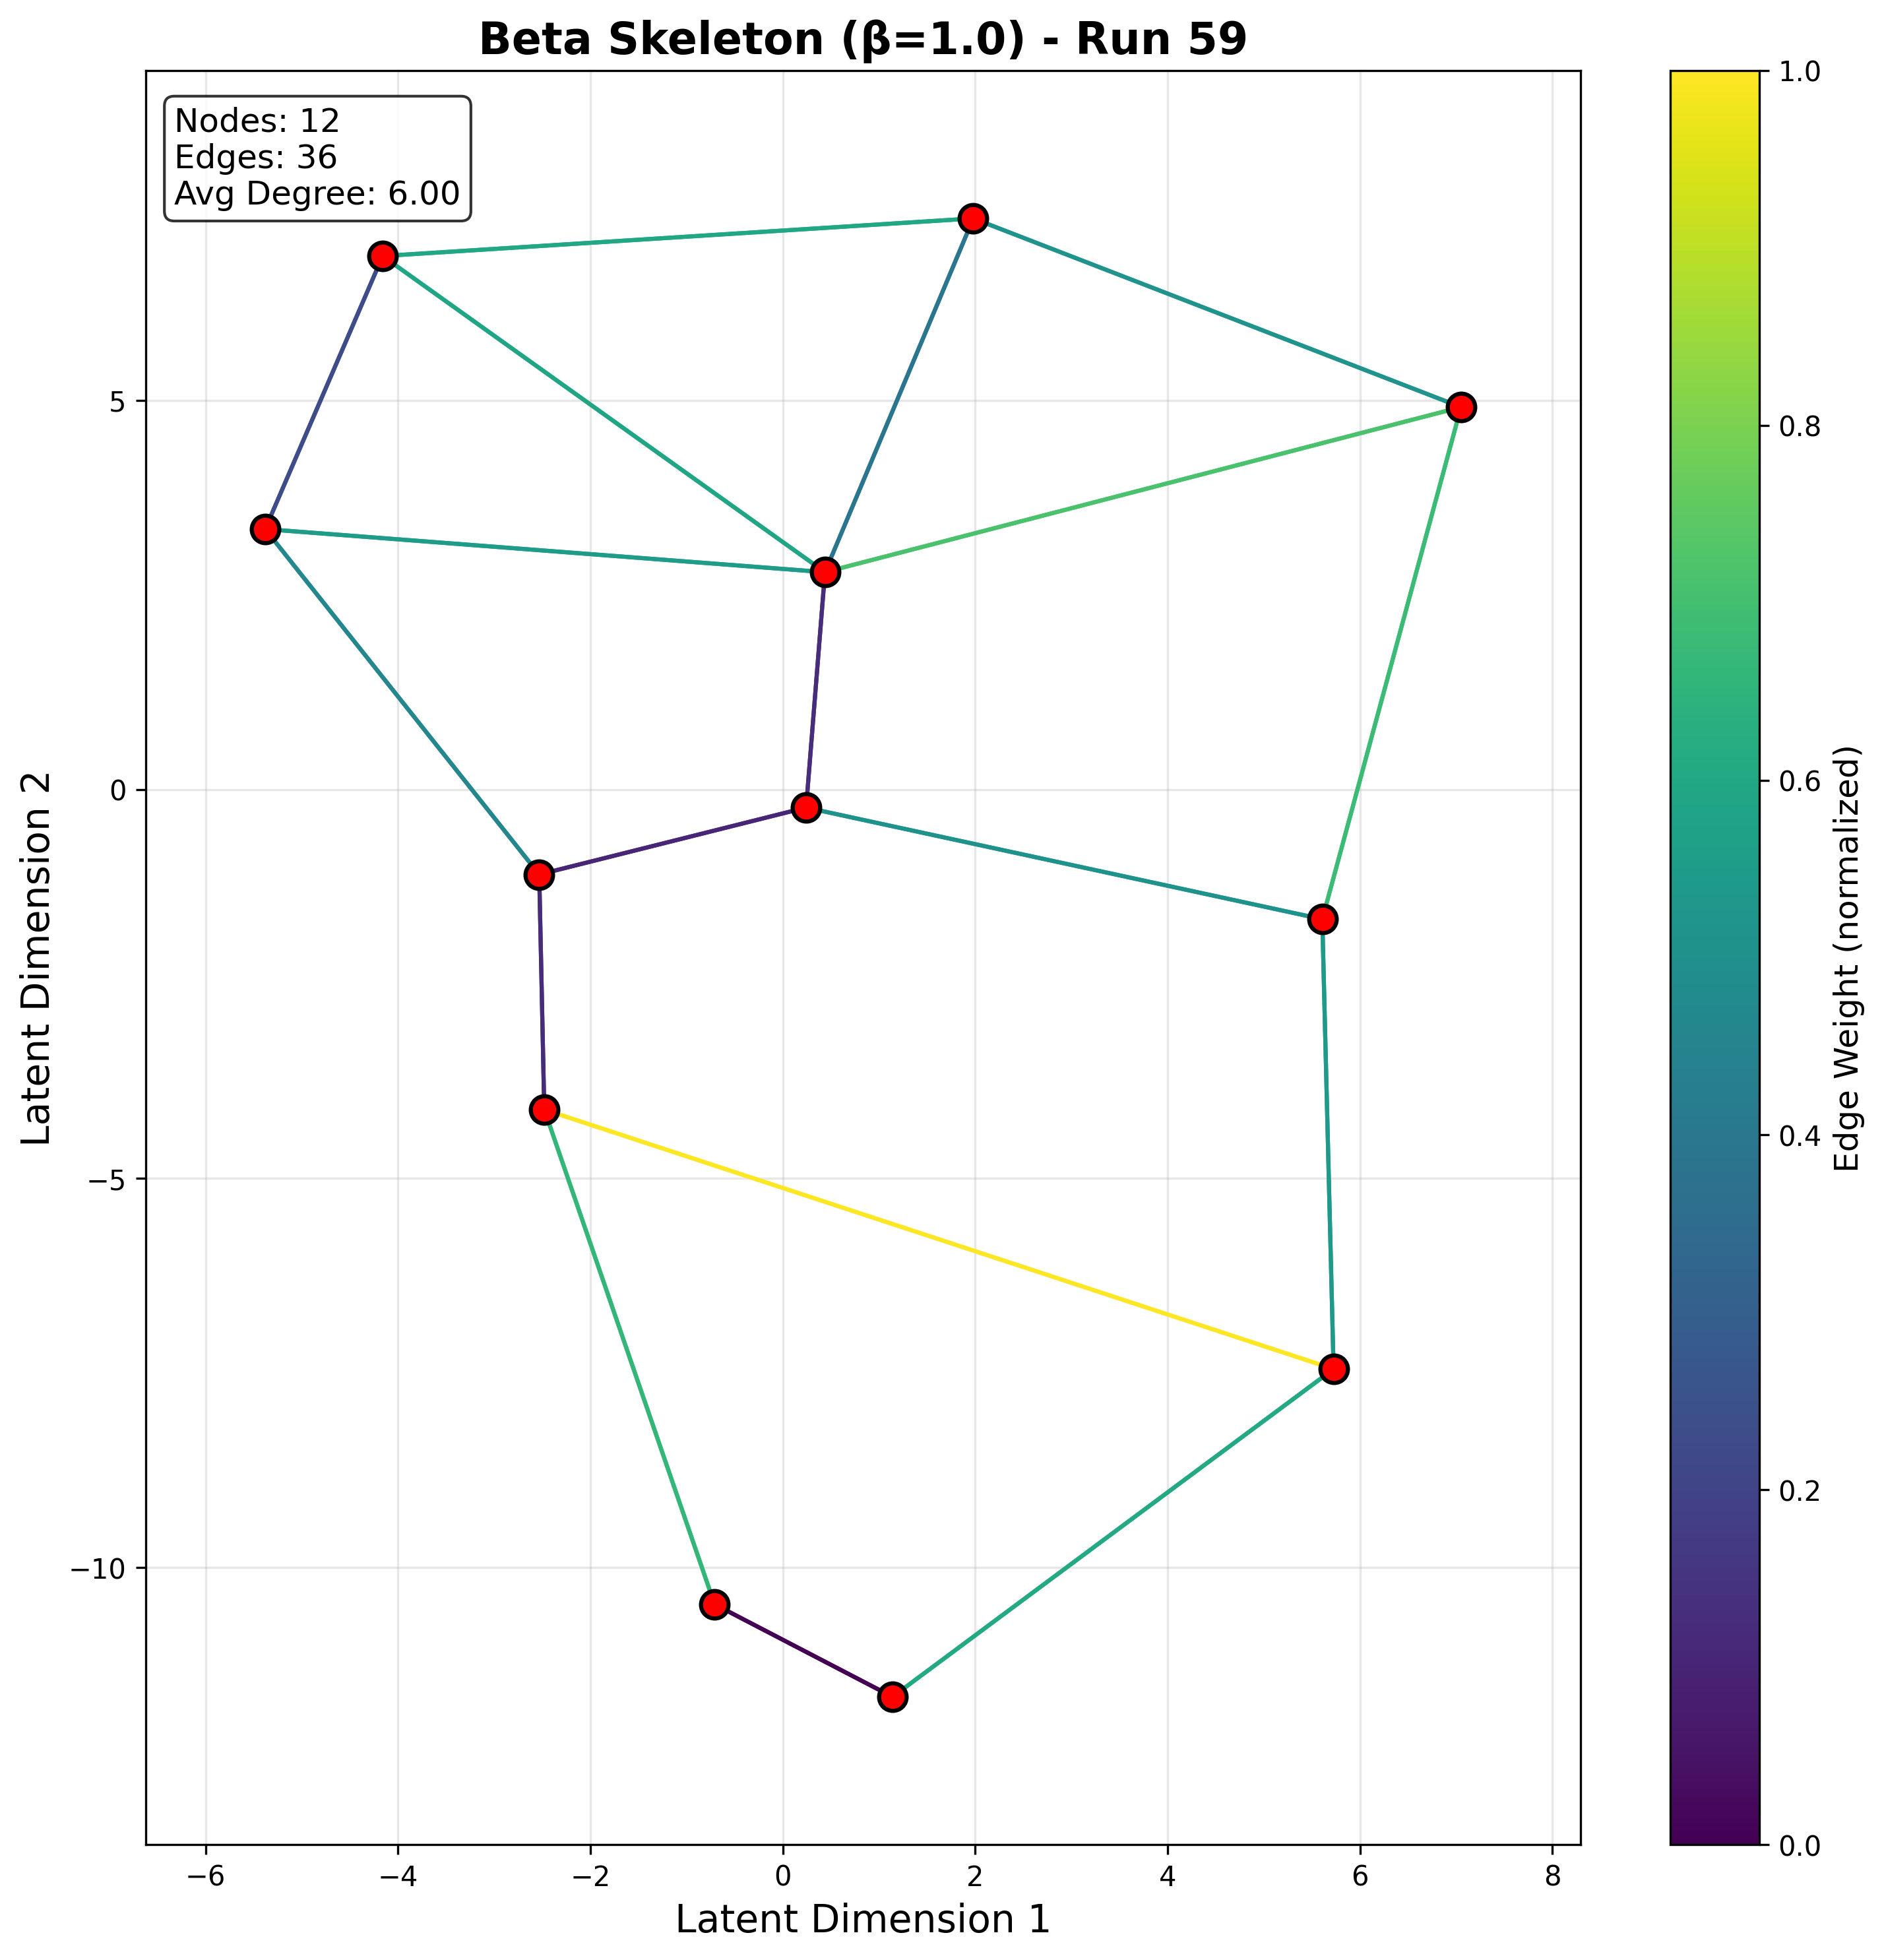 Beta Skeleton (β=1.0) - Run 59
Nodes: 12
Edges: 36
Avg Degree: 6.00
5
0
−5
−10
Latent Dimension 2
−6
−4
−2
0
2
4
6
8
Latent Dimension 1
1.0
0.8
0.6
0.4
0.2
0.0
Edge Weight (normalized)